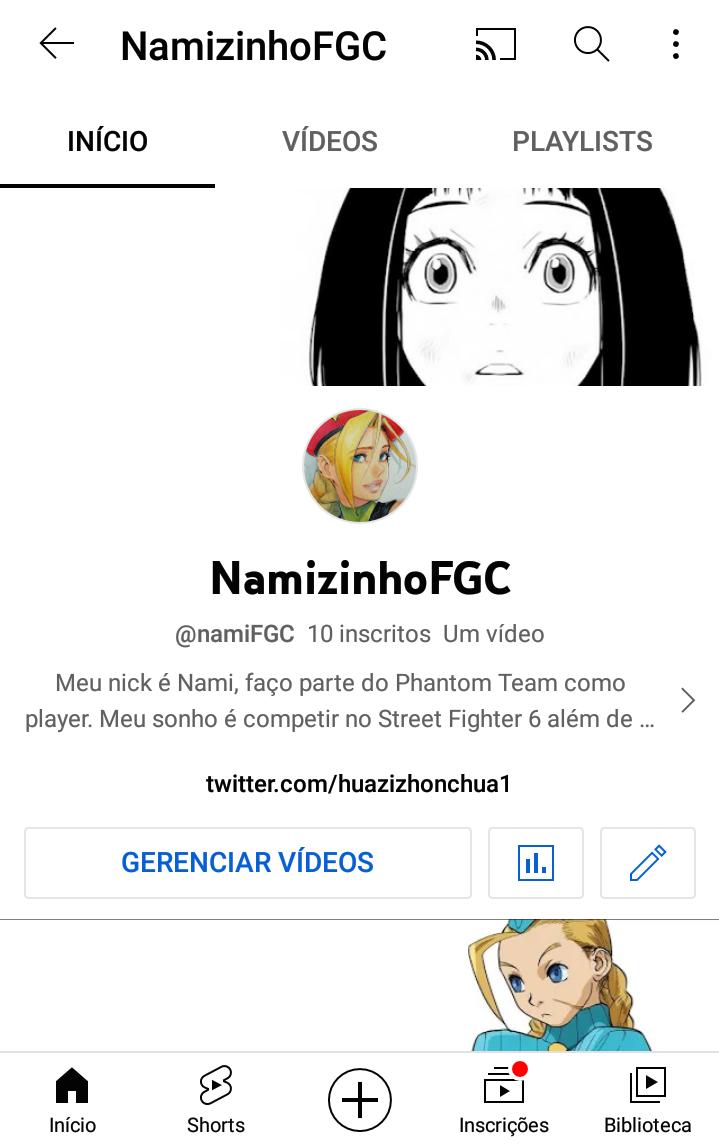 NamizinhoFGC
INÍCIO VÍDEOS PLAYLISTS
NamizinhoFGC
@namiFGC 10 inscritos Um vídeo
Meu nick é Nami, faço parte do Phantom Team como
player. Meu sonho é competir no Street Fighter 6 além de ...
twitter.com/huazizhonchua1
GERENCIAR VÍDEOS
Início Shorts Inscrições Biblioteca